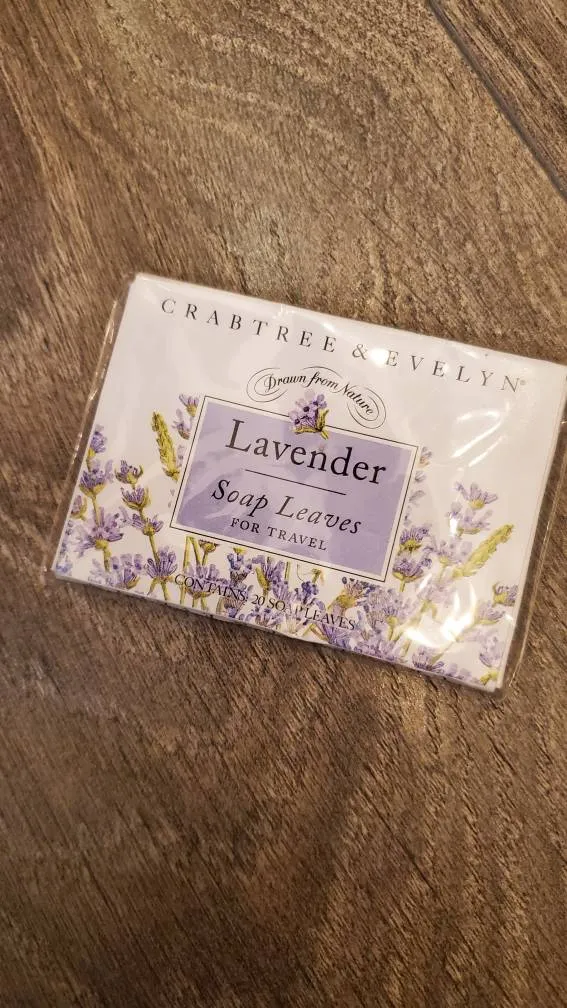 CRABTREE & EVELYN®
Drawn from Nature
Lavender
Soap Leaves
FOR TRAVEL
CONTAINS: 20 SOAP LEAVES